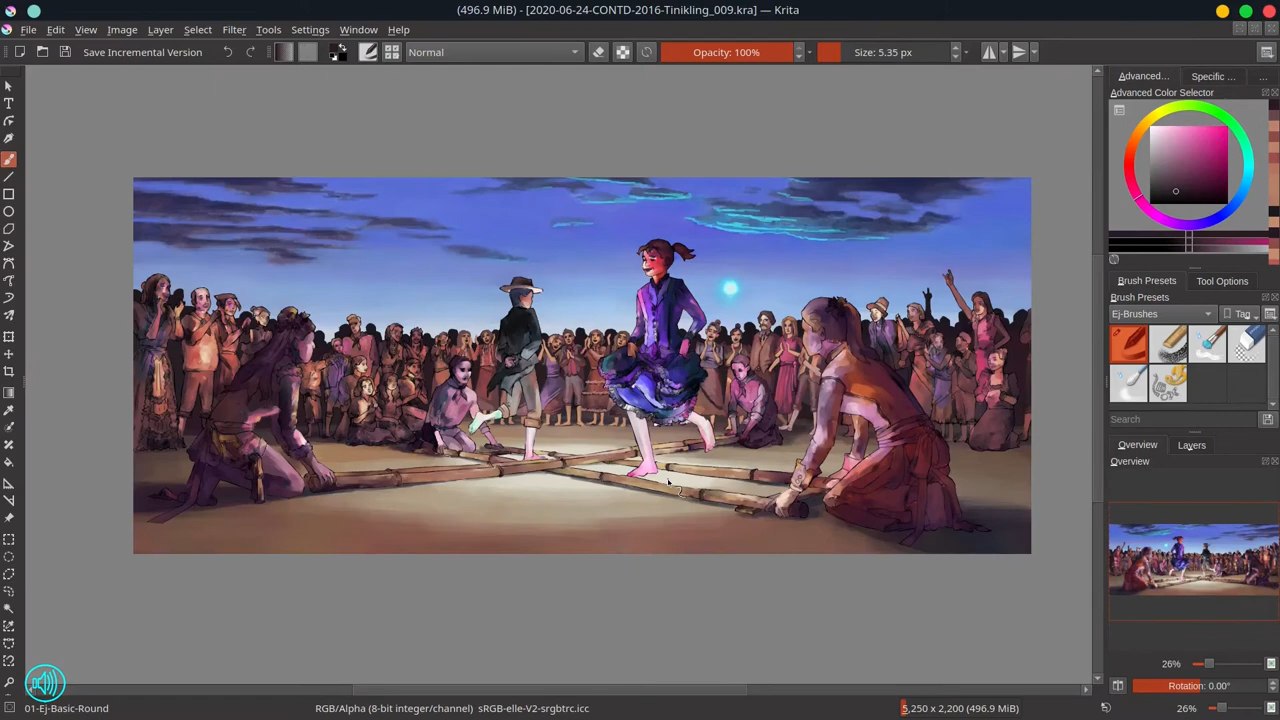 (496.9 MiB) · [2020-06-24-CONTD-2016-Tinikling_009.kra] — Krita
File Edit View Image Layer Select Filter Tools Settings Window Help
Save Incremental Version Normal Opacity: 100% Size: 5.35 px
Advanced... Specific ... ...
Advanced Color Selector
Brush Presets Tool Options
Brush Presets
Ej-Brushes Tag
Search
Overview Layers
Overview
26%
Rotation: 0.00°
01-Ej-Basic-Round RGB/Alpha (8-bit integer/channel) sRGB-elle-V2-srgbtrc.icc 5,250 x 2,200 (496.9 MiB) 26%